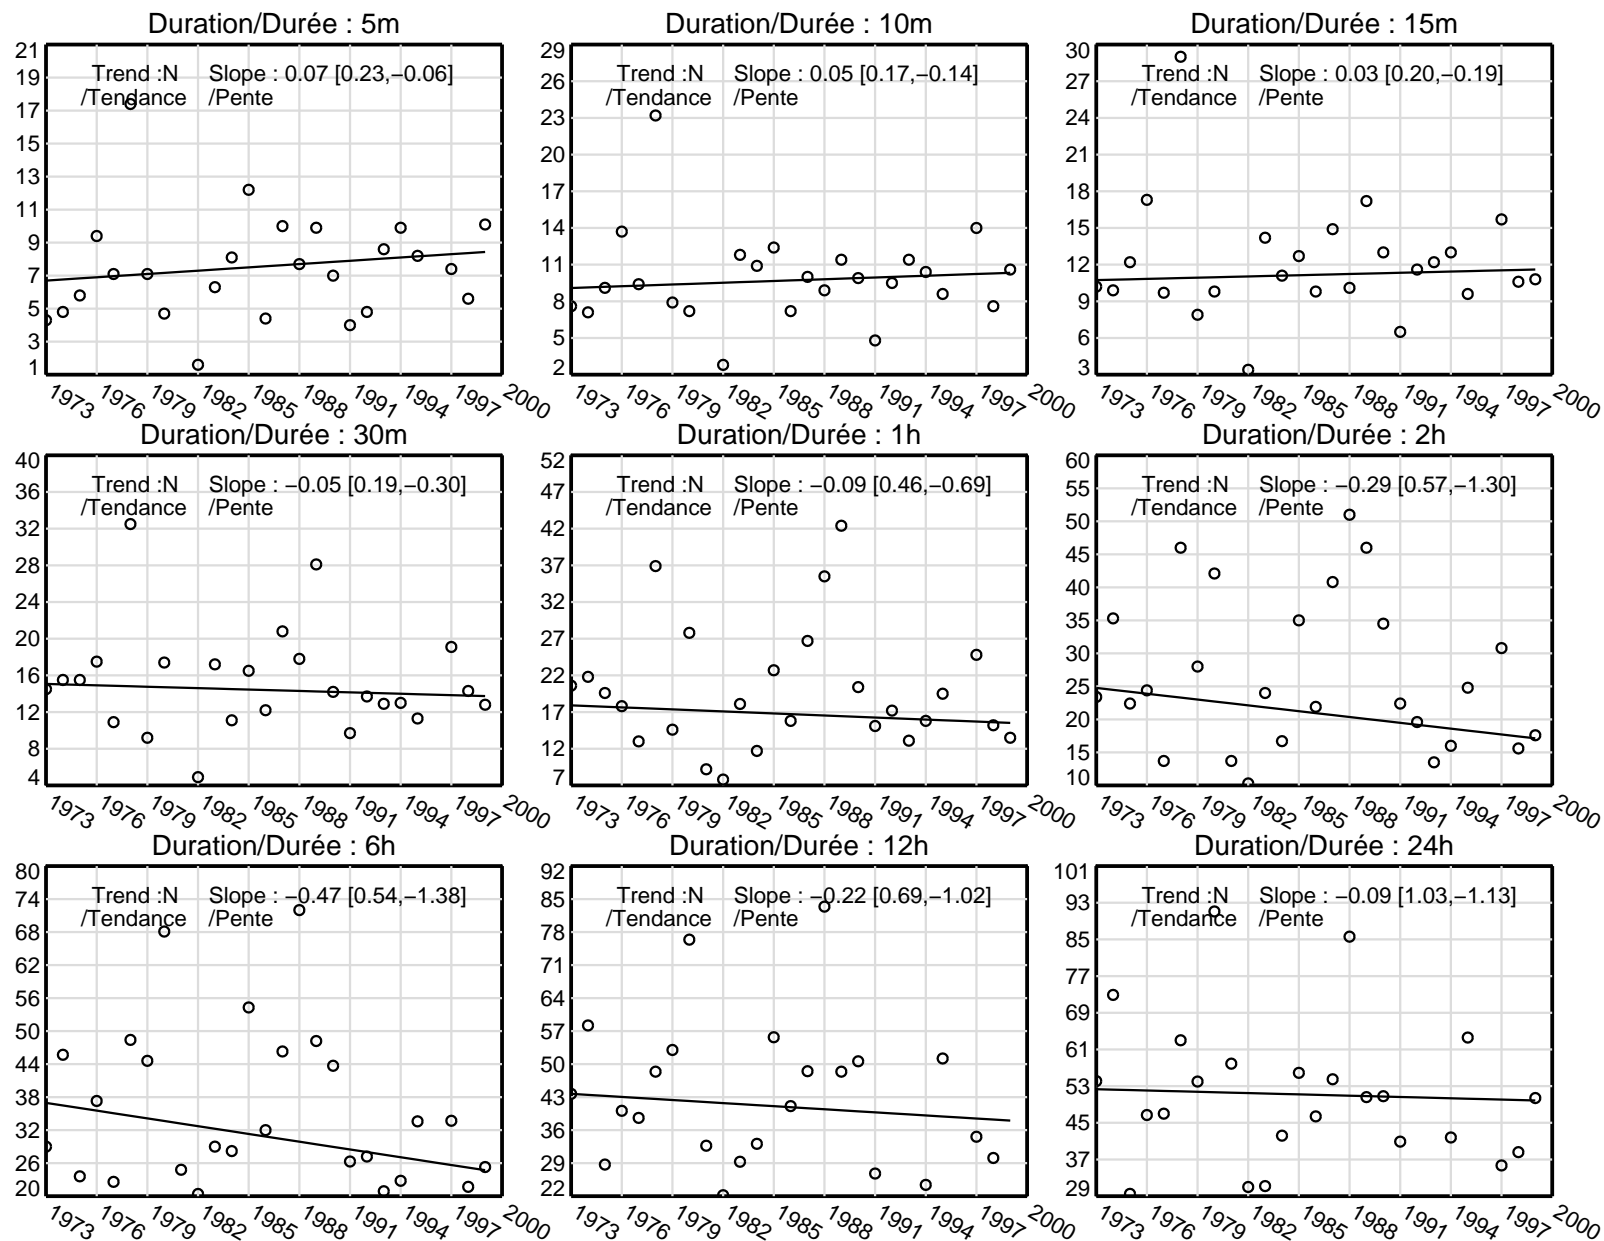 Duration/Durée : 5m
Trend :N Slope : 0.07 [0.23,−0.06]
/Tendance /Pente
21
19
17
15
13
11
9
7
5
3
1
1973 1976 1979 1982 1985 1988 1991 1994 1997 2000
Duration/Durée : 10m
Trend :N Slope : 0.05 [0.17,−0.14]
/Tendance /Pente
29
26
23
20
17
14
11
8
5
2
1973 1976 1979 1982 1985 1988 1991 1994 1997 2000
Duration/Durée : 15m
Trend :N Slope : 0.03 [0.20,−0.19]
/Tendance /Pente
30
27
24
21
18
15
12
9
6
3
1973 1976 1979 1982 1985 1988 1991 1994 1997 2000
Duration/Durée : 30m
Trend :N Slope : −0.05 [0.19,−0.30]
/Tendance /Pente
40
36
32
28
24
20
16
12
8
4
1973 1976 1979 1982 1985 1988 1991 1994 1997 2000
Duration/Durée : 1h
Trend :N Slope : −0.09 [0.46,−0.69]
/Tendance /Pente
52
47
42
37
32
27
22
17
12
7
1973 1976 1979 1982 1985 1988 1991 1994 1997 2000
Duration/Durée : 2h
Trend :N Slope : −0.29 [0.57,−1.30]
/Tendance /Pente
60
55
50
45
40
35
30
25
20
15
10
1973 1976 1979 1982 1985 1988 1991 1994 1997 2000
Duration/Durée : 6h
Trend :N Slope : −0.47 [0.54,−1.38]
/Tendance /Pente
80
74
68
62
56
50
44
38
32
26
20
1973 1976 1979 1982 1985 1988 1991 1994 1997 2000
Duration/Durée : 12h
Trend :N Slope : −0.22 [0.69,−1.02]
/Tendance /Pente
92
85
78
71
64
57
50
43
36
29
22
1973 1976 1979 1982 1985 1988 1991 1994 1997 2000
Duration/Durée : 24h
Trend :N Slope : −0.09 [1.03,−1.13]
/Tendance /Pente
101
93
85
77
69
61
53
45
37
29
1973 1976 1979 1982 1985 1988 1991 1994 1997 2000